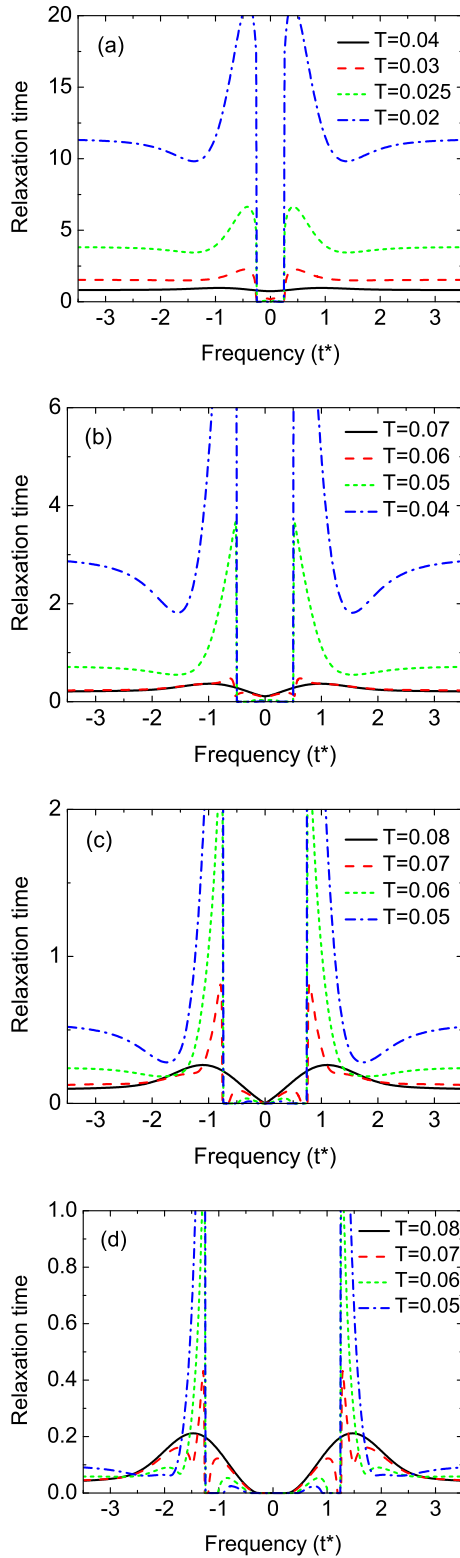 20
(a)
T=0.04
T=0.03
15
T=0.025
T=0.02
10
Relaxation time
5
0
-3 -2 -1 0 1 2 3
Frequency (t*)
6
(b)
T=0.07
T=0.06
T=0.05
4
T=0.04
Relaxation time
2
0
-3 -2 -1 0 1 2 3
Frequency (t*)
2
(c)
T=0.08
T=0.07
T=0.06
T=0.05
Relaxation time
1
0
-3 -2 -1 0 1 2 3
Frequency (t*)
1.0
(d)
T=0.08
T=0.07
0.8
T=0.06
T=0.05
0.6
Relaxation time
0.4
0.2
0.0
-3 -2 -1 0 1 2 3
Frequency (t*)